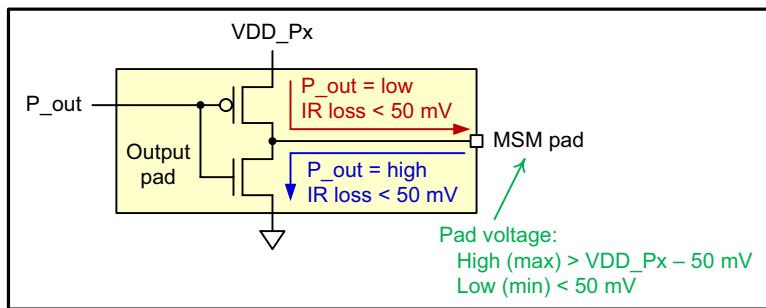 VDD_Px
P_out = low
IR loss < 50 mV
P_out
MSM pad
Output
pad
P_out = high
IR loss < 50 mV
Pad voltage:
High (max) > VDD_Px – 50 mV
Low (min) < 50 mV